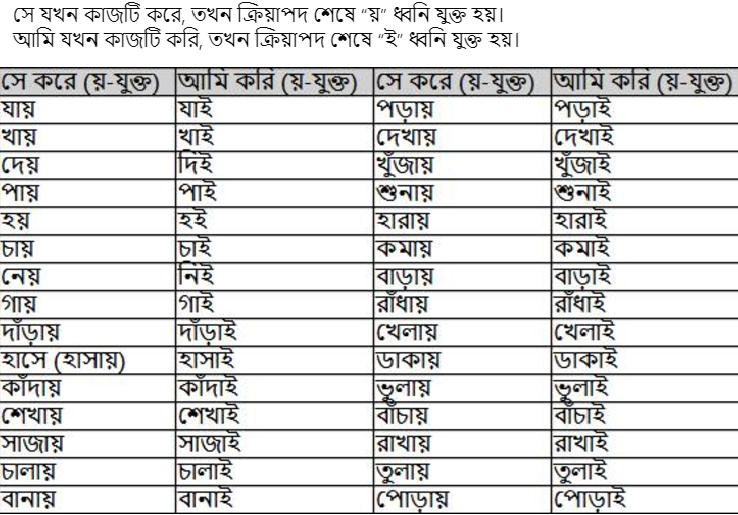 সে যখন কাজটি করে, তখন ক্রিয়াপদ শেষে “য়” ধ্বনি যুক্ত হয়।
আমি যখন কাজটি করি, তখন ক্রিয়াপদ শেষে “ই” ধ্বনি যুক্ত হয়।
সে করে (য়-যুক্ত) আমি করি (য়-যুক্ত) সে করে (য়-যুক্ত) আমি করি (য়-যুক্ত)
যায় যাই পড়ায় পড়াই
খায় খাই দেখায় দেখাই
দেয় দিই খুঁজায় খুঁজাই
পায় পাই শুনায় শুনাই
হয় হই হারায় হারাই
চায় চাই কমায় কমাই
নেয় নিই বাড়ায় বাড়াই
গায় গাই রাঁধায় রাঁধাই
দাঁড়ায় দাঁড়াই খেলায় খেলাই
হাসে (হাসায়) হাসাই ডাকায় ডাকাই
কাঁদায় কাঁদাই ভুলায় ভুলাই
শেখায় শেখাই বাঁচায় বাঁচাই
সাজায় সাজাই রাখায় রাখাই
চালায় চালাই তুলায় তুলাই
বানায় বানাই পোড়ায় পোড়াই